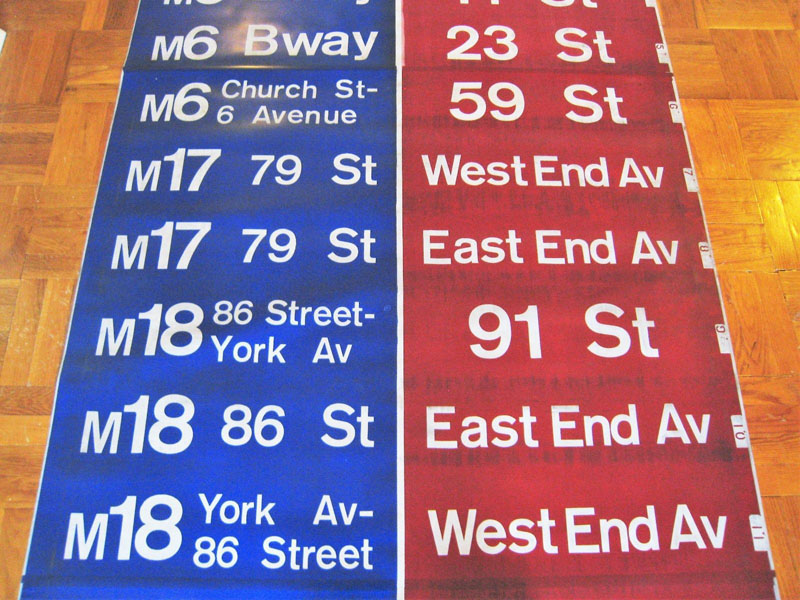 M6 Bway 23 St
M6 Church St-
6 Avenue
59 St
M17 79 St West End Av
M17 79 St East End Av
M18 86 Street-
York Av
91 St
M18 86 St East End Av
M18 York Av-
86 Street
West End Av